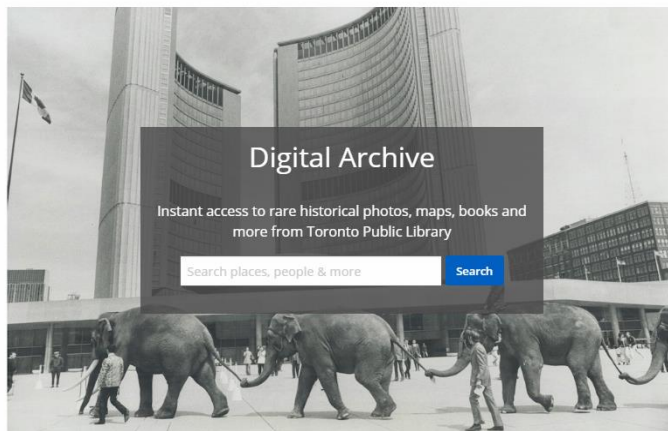 Digital Archive
Instant access to rare historical photos, maps, books and
more from Toronto Public Library
Search places, people & more
Search